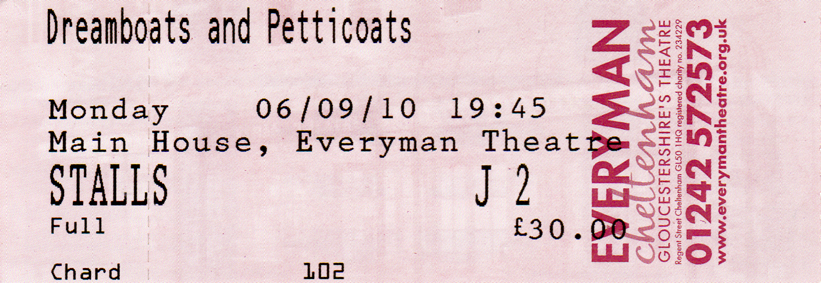 Dreamboats and Petticoats
Monday 06/09/10 19:45
Main House, Everyman Theatre
STALLS J 2
Full £30.00
Chard 102
EVERYMAN
cheltenham
GLOUCESTERSHIRE'S THEATRE
Regent Street Cheltenham GL50 1HQ registered charity no. 234229
01242 572573
www.everymantheatre.org.uk